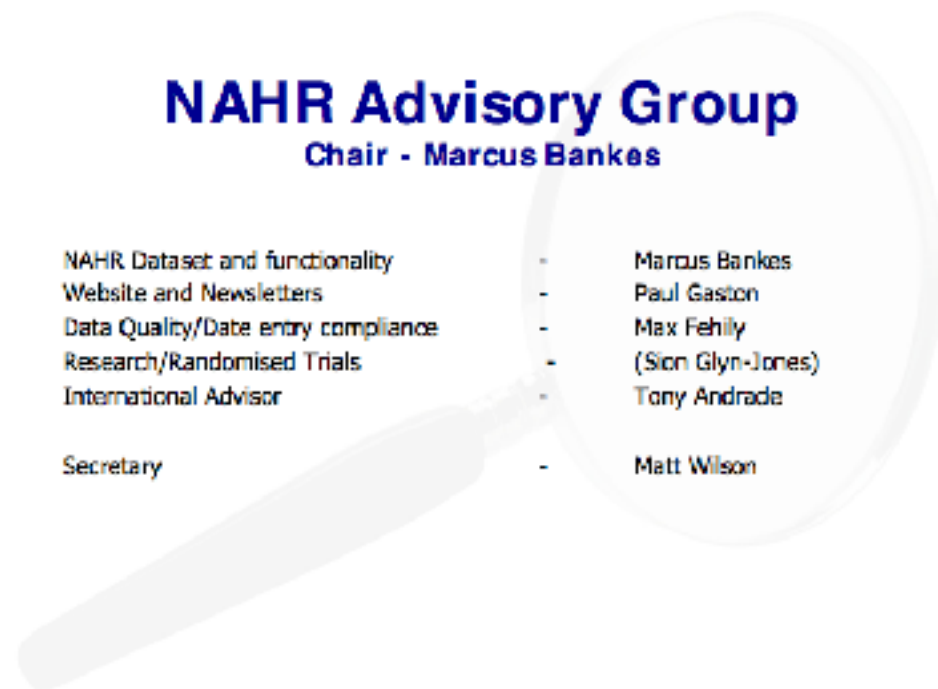 NAHR Advisory Group
Chair - Marcus Bankes
NAHR Dataset and functionality - Marcus Bankes
Website and Newsletters - Paul Gaston
Data Quality/Date entry compliance - Max Fehily
Research/Randomised Trials - (Sion Glyn-Jones)
International Advisor - Tony Andrade
Secretary - Matt Wilson